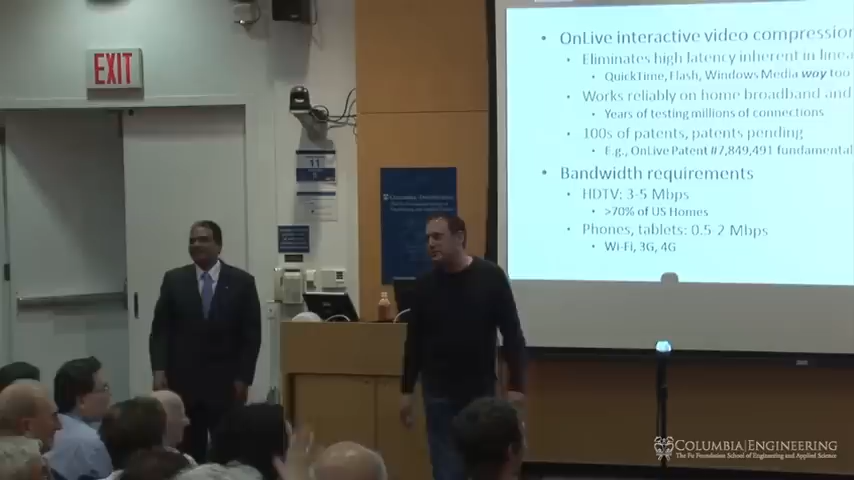 EXIT
11
• OnLive interactive video compression
• Eliminates high latency inherent in linea
• QuickTime, Flash, Windows Media way too
• Works reliably on home broadband and
• Years of testing millions of connections
• 100s of patents, patents pending
• E.g., OnLive Patent #7,849,491 fundamental
• Bandwidth requirements
• HDTV: 3-5 Mbps
• >70% of US Homes
• Phones, tablets: 0.5-2 Mbps
• Wi-Fi, 3G, 4G
COLUMBIA | ENGINEERING
The Fu Foundation School of Engineering and Applied Science